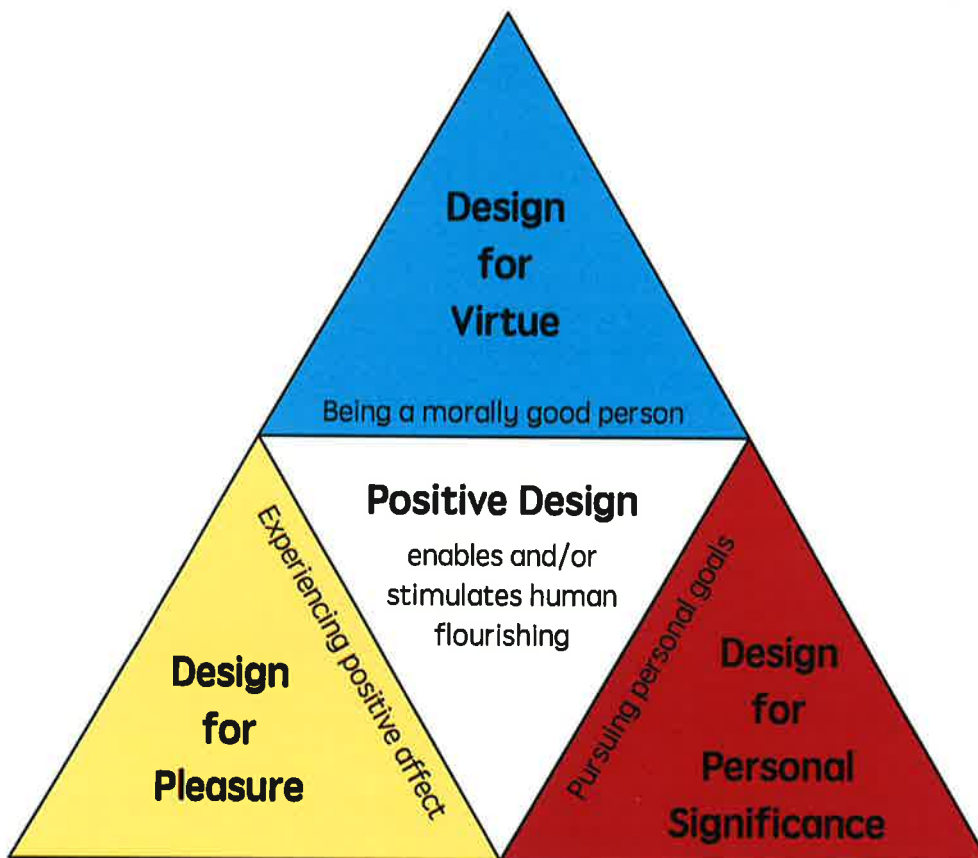 Design
for
Virtue
Being a morally good person
Positive Design
enables and/or
stimulates human
flourishing
Experiencing positive affect
Design
for
Pleasure
Pursuing personal goals
Design
for
Personal
Significance